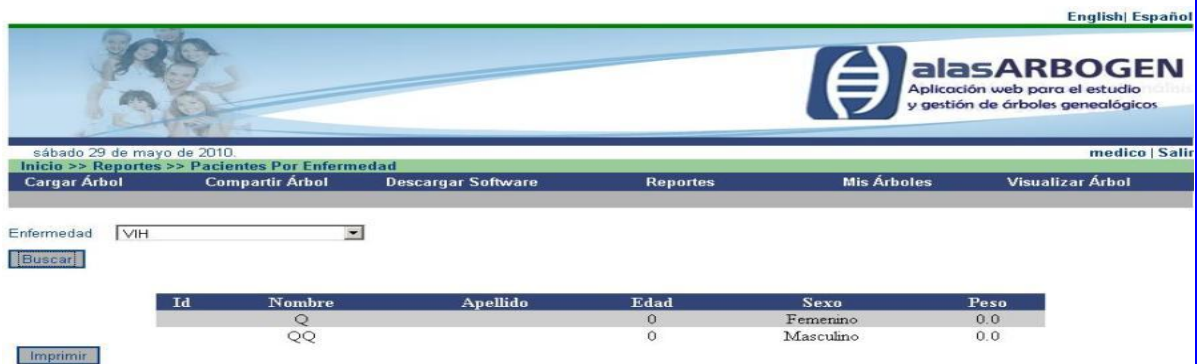 English| Español
alasARBOGEN
Aplicación web para el estudio
y gestión de árboles genealógicos
sábado 29 de mayo de 2010.
medico | Salir
Inicio >> Reportes >> Pacientes Por Enfermedad
Cargar Árbol Compartir Árbol Descargar Software Reportes Mis Árboles Visualizar Árbol
Enfermedad VIH
Buscar
Id Nombre Apellido Edad Sexo Peso
Q 0 Femenino 0.0
QQ 0 Masculino 0.0
Imprimir